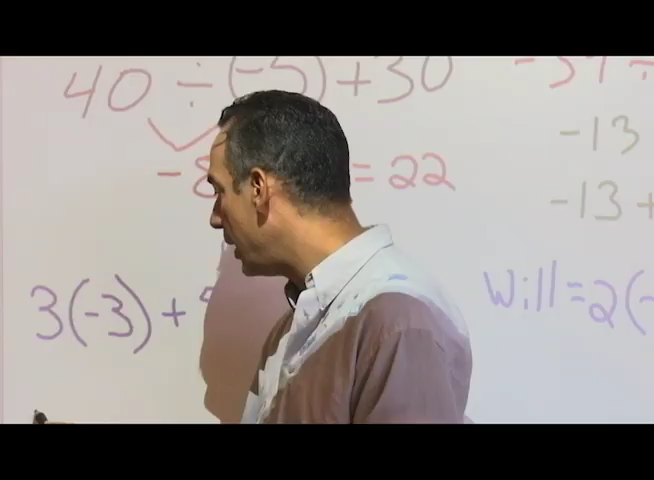 40 ÷ (-5) + 30
-8 = 22
-13
-13 +
3(-3) +
Will = 2(-